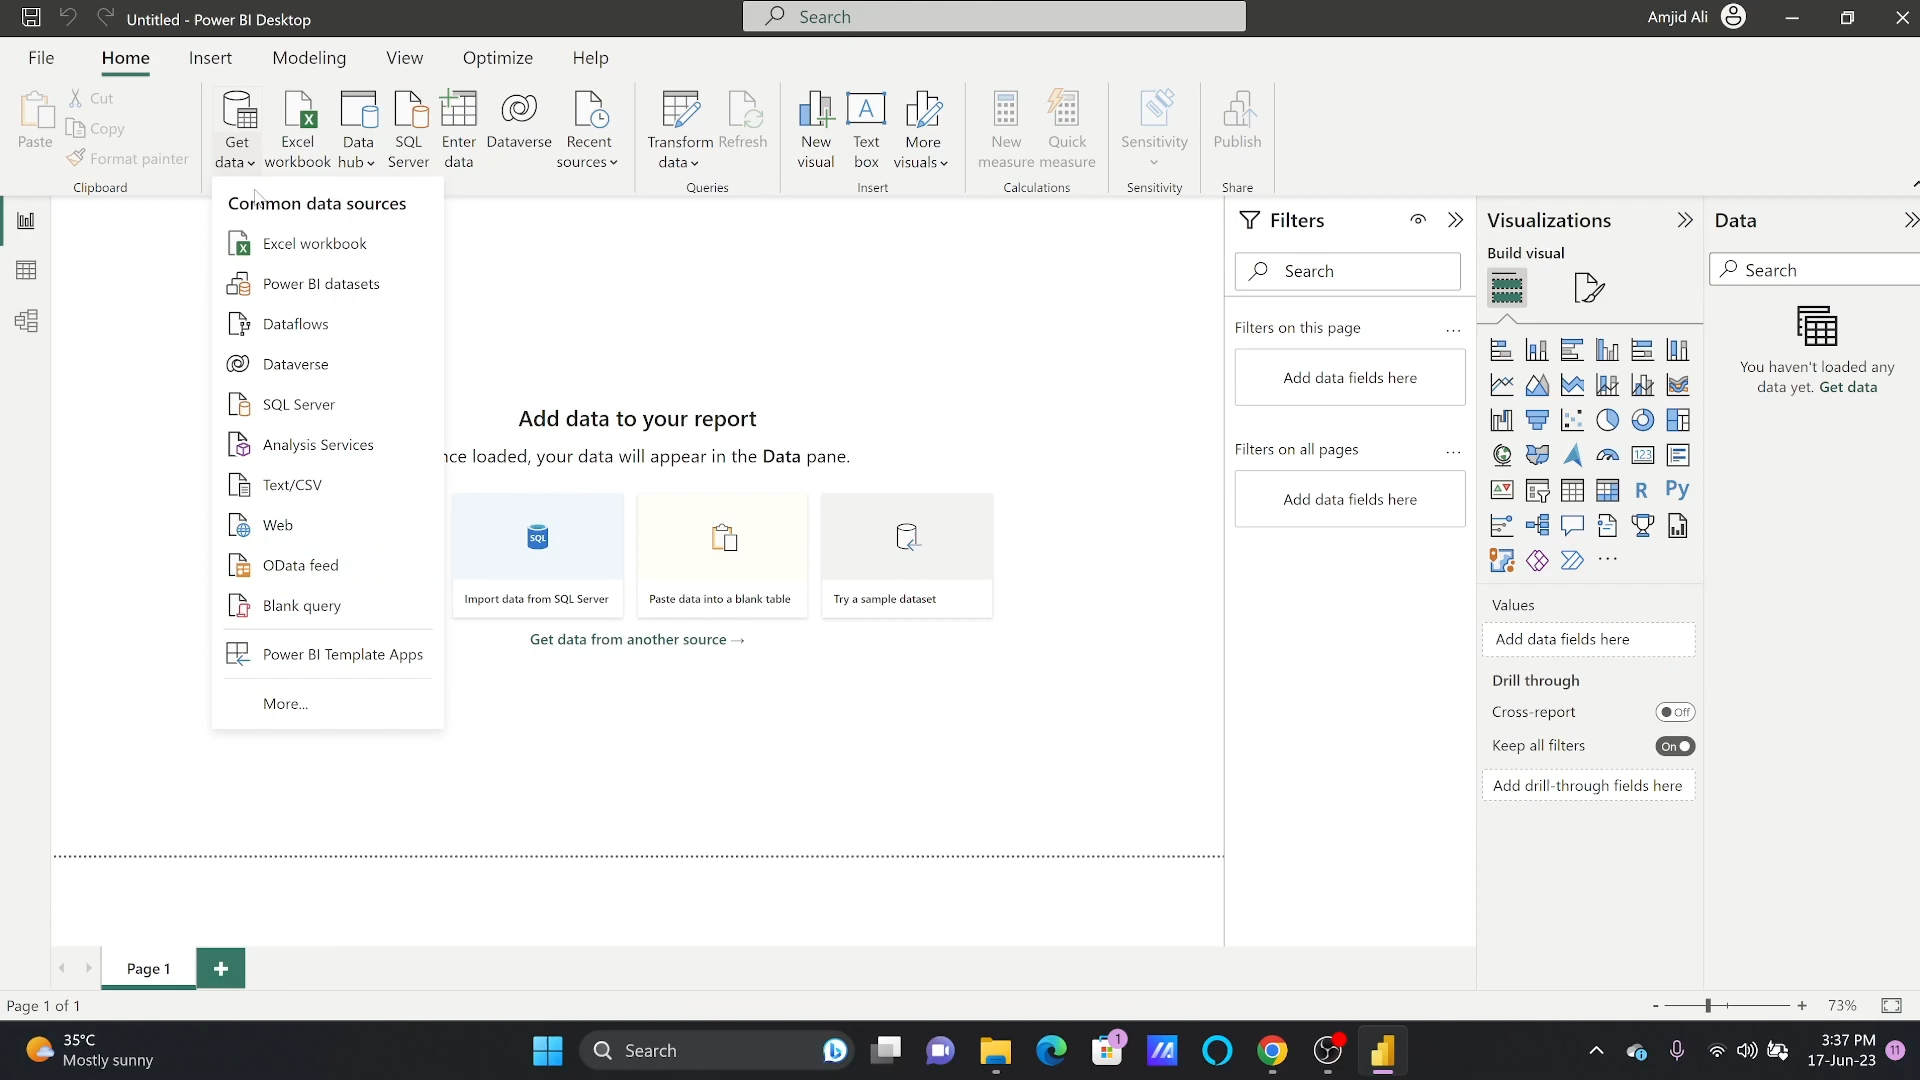 Untitled - Power BI Desktop
Search
Amjid Ali
File
Home
Insert
Modeling
View
Optimize
Help
Paste
Cut
Copy
Format painter
Clipboard
Get data
Excel workbook
Data hub
SQL Server
Enter data
Dataverse
Recent sources
Transform data
Refresh
Queries
New visual
Text box
More visuals
Insert
New measure
Quick measure
Calculations
Sensitivity
Sensitivity
Publish
Share
Common data sources
Excel workbook
Power BI datasets
Dataflows
Dataverse
SQL Server
Analysis Services
Text/CSV
Web
OData feed
Blank query
Power BI Template Apps
More...
Add data to your report
nce loaded, your data will appear in the Data pane.
SQL
Import data from SQL Server
Paste data into a blank table
Try a sample dataset
Get data from another source →
Filters
Search
Filters on this page
...
Add data fields here
Filters on all pages
...
Add data fields here
Visualizations
Build visual
123
R
Py
...
Values
Add data fields here
Drill through
Cross-report
Off
Keep all filters
On
Add drill-through fields here
Data
Search
You haven't loaded any
data yet. Get data
Page 1
Page 1 of 1
- + 73%
35°C
Mostly sunny
Search
1
3:37 PM
17-Jun-23
11